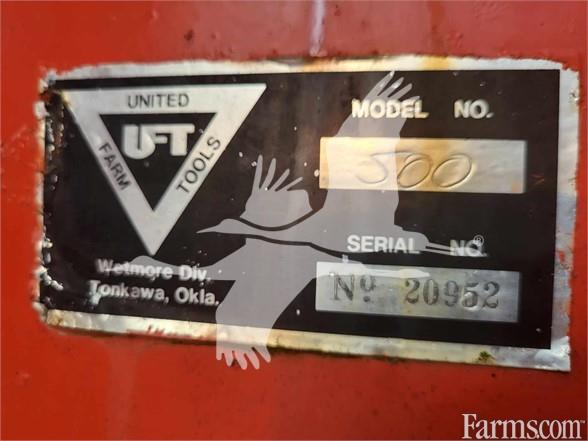 UNITED
FARM
TOOLS
UFT
Wetmore Div.
Tonkawa, Okla.
MODEL NO.
500
SERIAL NO.
Nº 20952
Farms.com